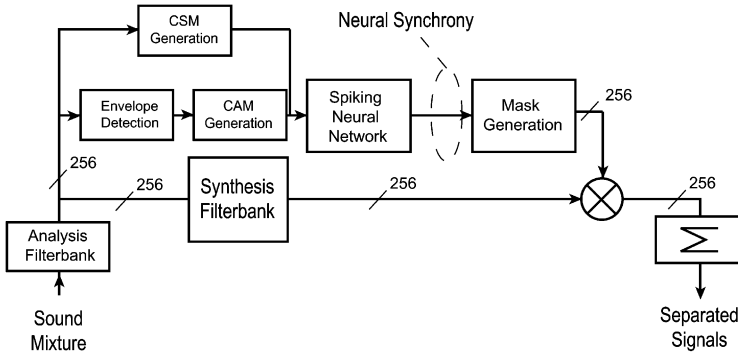 CSM
Generation
Neural Synchrony
Envelope
Detection
CAM
Generation
Spiking
Neural
Network
Mask
Generation
256
256
256
Synthesis
Filterbank
256
256
Analysis
Filterbank
Σ
Sound
Mixture
Separated
Signals